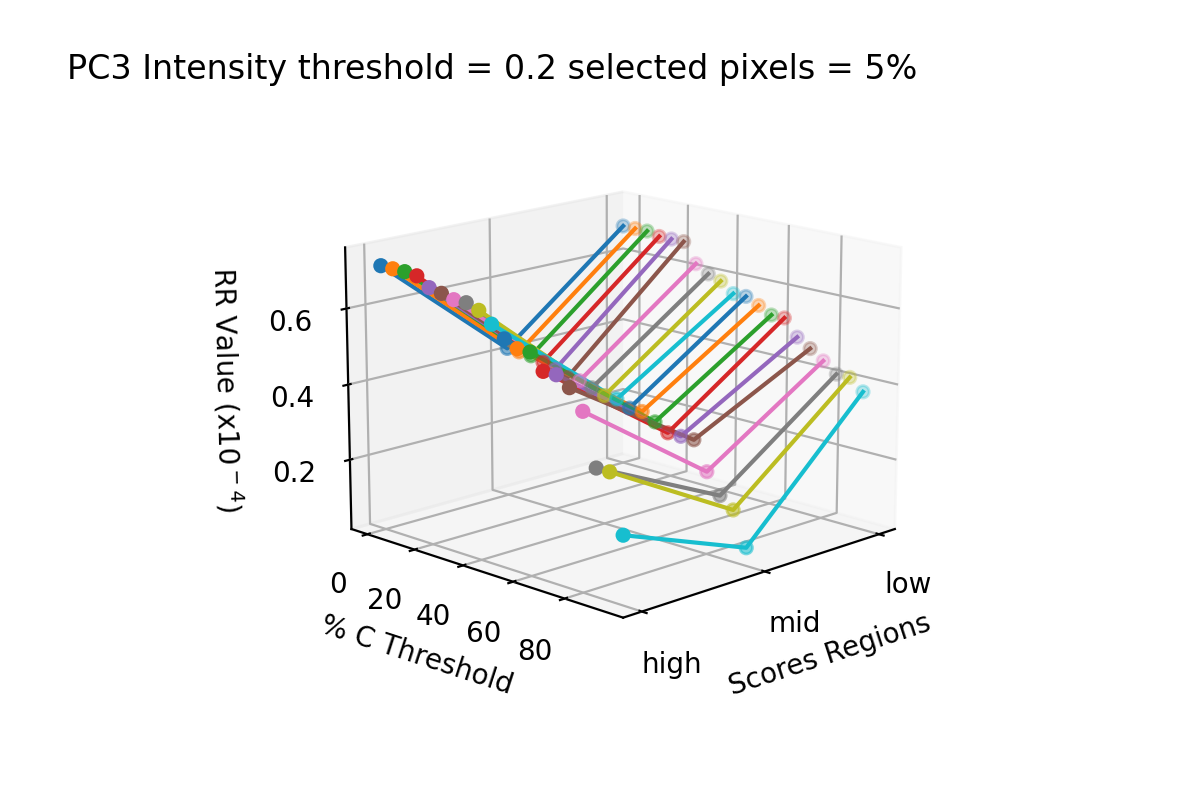 PC3 Intensity threshold = 0.2 selected pixels = 5%
RR Value (x10⁻⁴)
0.6
0.4
0.2
0
20
40
60
80
% C Threshold
high
mid
low
Scores Regions